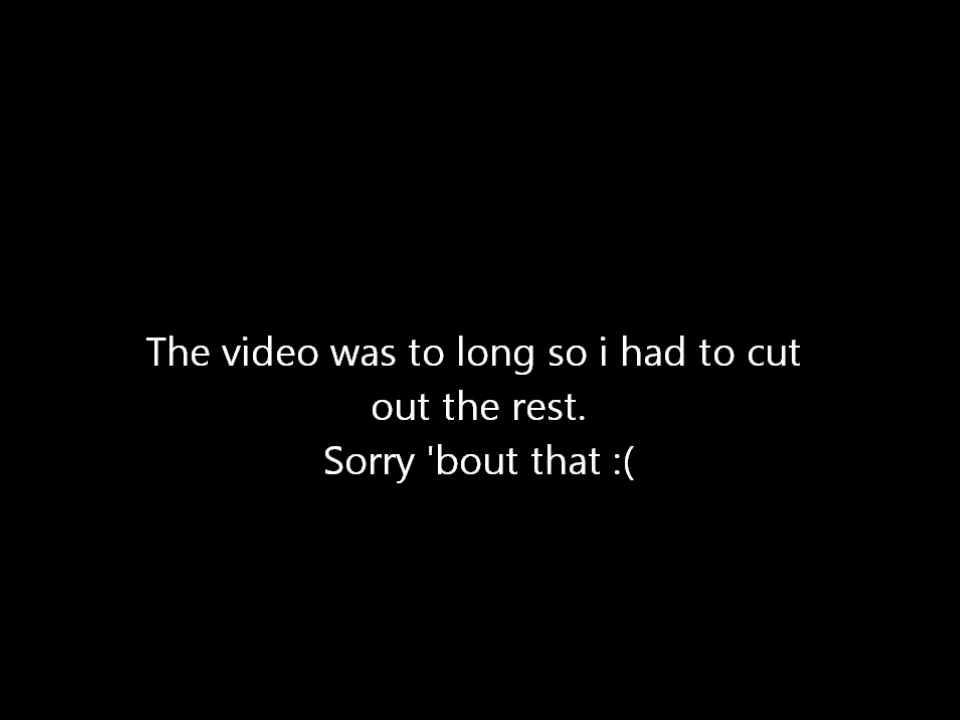 The video was to long so i had to cut
out the rest.
Sorry 'bout that :(